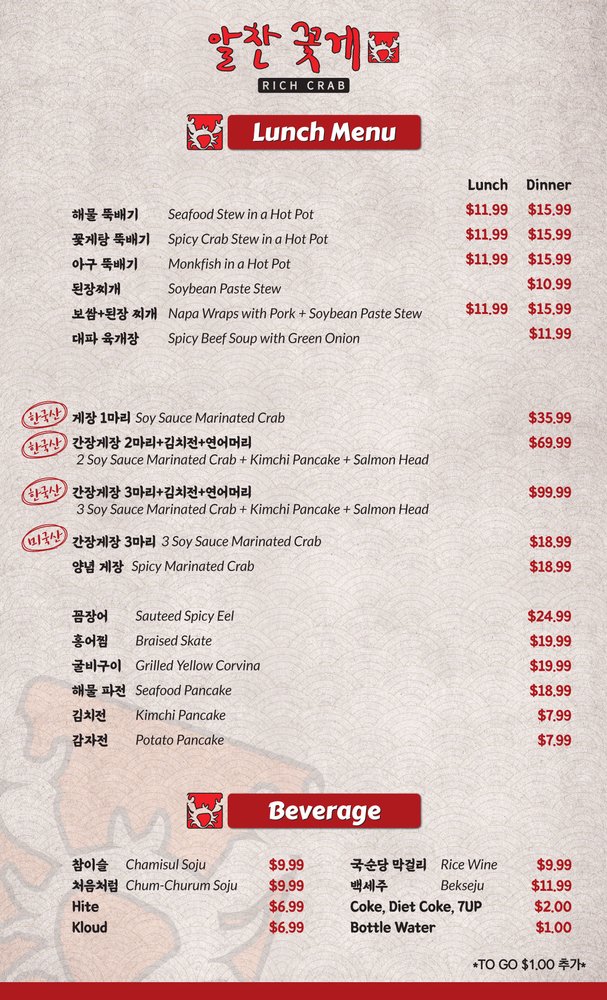 알찬 꽃게
RICH CRAB
Lunch Menu
Lunch Dinner
해물 뚝배기 Seafood Stew in a Hot Pot $11.99 $15.99
꽃게탕 뚝배기 Spicy Crab Stew in a Hot Pot $11.99 $15.99
아구 뚝배기 Monkfish in a Hot Pot $11.99 $15.99
된장찌개 Soybean Paste Stew $10.99
보쌈+된장 찌개 Napa Wraps with Pork + Soybean Paste Stew $11.99 $15.99
대파 육개장 Spicy Beef Soup with Green Onion $11.99
한국산 게장 1마리 Soy Sauce Marinated Crab $35.99
한국산 간장게장 2마리+김치전+연어머리 $69.99
2 Soy Sauce Marinated Crab + Kimchi Pancake + Salmon Head
한국산 간장게장 3마리+김치전+연어머리 $99.99
3 Soy Sauce Marinated Crab + Kimchi Pancake + Salmon Head
미국산 간장게장 3마리 3 Soy Sauce Marinated Crab $18.99
양념 게장 Spicy Marinated Crab $18.99
꼼장어 Sauteed Spicy Eel $24.99
홍어찜 Braised Skate $19.99
굴비구이 Grilled Yellow Corvina $19.99
해물 파전 Seafood Pancake $18.99
김치전 Kimchi Pancake $7.99
감자전 Potato Pancake $7.99
Beverage
참이슬 Chamisul Soju $9.99 국순당 막걸리 Rice Wine $9.99
처음처럼 Chum-Churum Soju $9.99 백세주 Bekseju $11.99
Hite $6.99 Coke, Diet Coke, 7UP $2.00
Kloud $6.99 Bottle Water $1.00
*TO GO $1.00 추가*